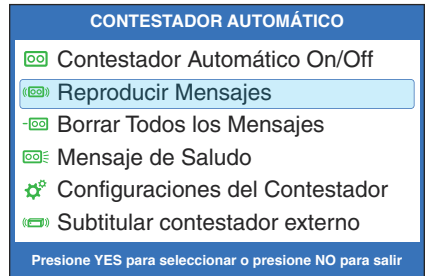 CONTESTADOR AUTOMÁTICO
Contestador Automático On/Off
Reproducir Mensajes
Borrar Todos los Mensajes
Mensaje de Saludo
Configuraciones del Contestador
Subtitular contestador externo
Presione YES para seleccionar o presione NO para salir